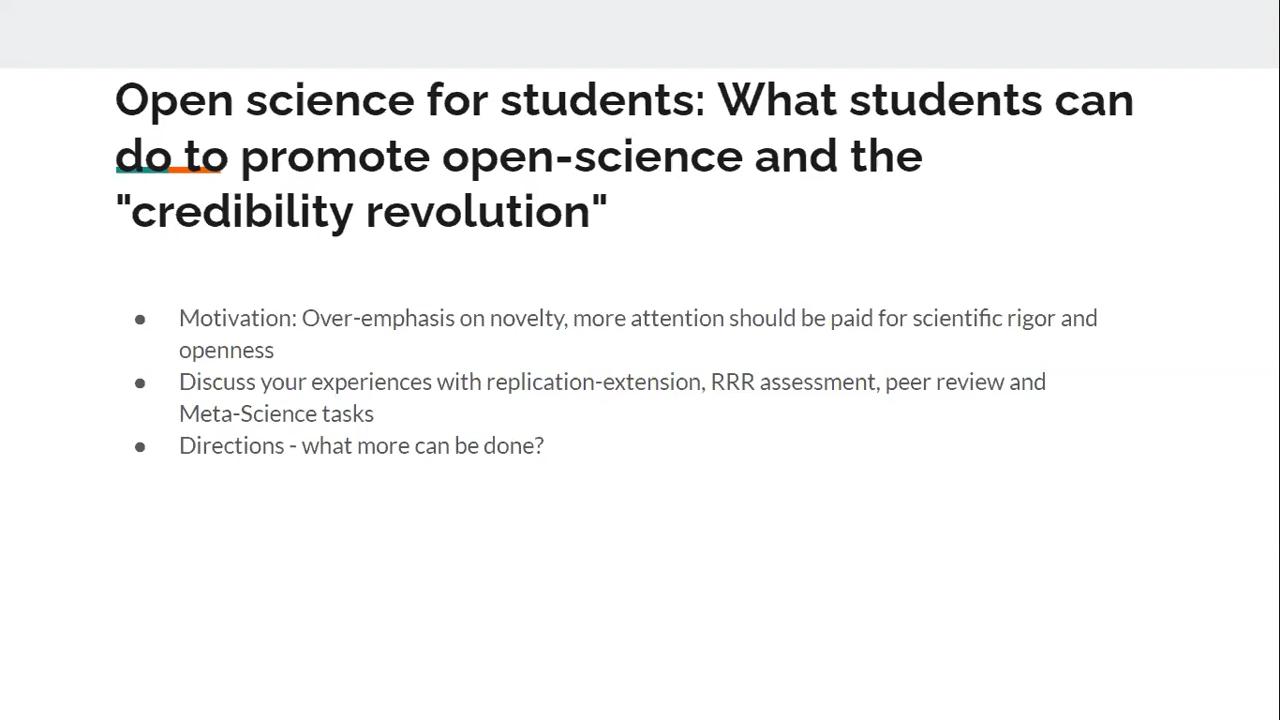 Open science for students: What students can
do to promote open-science and the
"credibility revolution"
● Motivation: Over-emphasis on novelty, more attention should be paid for scientific rigor and
openness
● Discuss your experiences with replication-extension, RRR assessment, peer review and
Meta-Science tasks
● Directions - what more can be done?